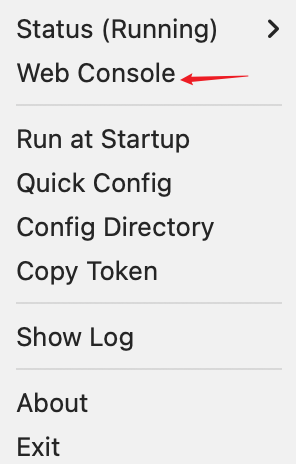 Status (Running)
Web Console
Run at Startup
Quick Config
Config Directory
Copy Token
Show Log
About
Exit